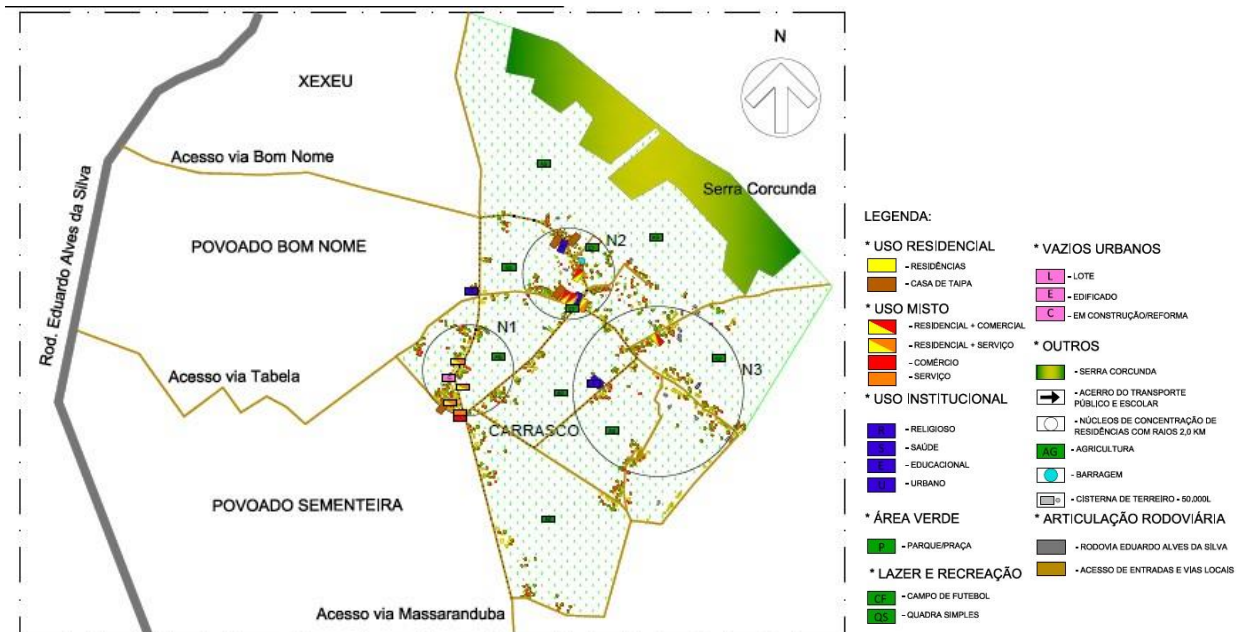 N
XEXEU
Acesso via Bom Nome
Rod. Eduardo Alves da Silva
Serra Corcunda
POVOADO BOM NOME
N2
N1
Acesso via Tabela
N3
CARRASCO
POVOADO SEMENTEIRA
Acesso via Massaranduba
LEGENDA:
* USO RESIDENCIAL
- RESIDÊNCIAS
- CASA DE TAIPA
* USO MISTO
- RESIDENCIAL + COMERCIAL
- RESIDENCIAL + SERVIÇO
- COMÉRCIO
- SERVIÇO
* USO INSTITUCIONAL
R - RELIGIOSO
S - SAÚDE
E - EDUCACIONAL
U - URBANO
* ÁREA VERDE
P - PARQUE/PRAÇA
* LAZER E RECREAÇÃO
CF - CAMPO DE FUTEBOL
QS - QUADRA SIMPLES
* VAZIOS URBANOS
L - LOTE
E - EDIFICADO
C - EM CONSTRUÇÃO/REFORMA
* OUTROS
- SERRA CORCUNDA
- ACERRO DO TRANSPORTE
PÚBLICO E ESCOLAR
- NÚCLEOS DE CONCENTRAÇÃO DE
RESIDÊNCIAS COM RAIOS 2,0 KM
AG - AGRICULTURA
- BARRAGEM
- CISTERNA DE TERREIRO - 50.000L
* ARTICULAÇÃO RODOVIÁRIA
- RODOVIA EDUARDO ALVES DA SILVA
- ACESSO DE ENTRADAS E VIAS LOCAIS